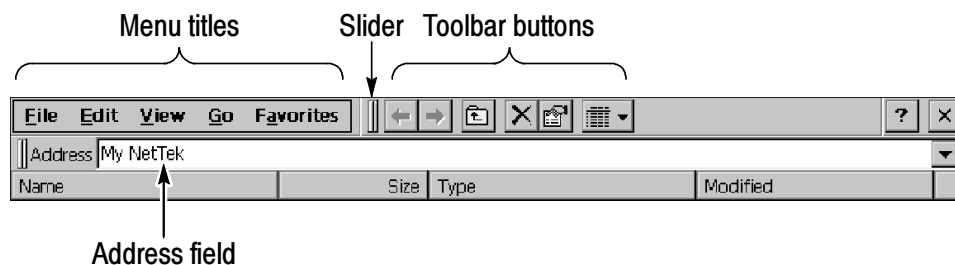 Menu titles Slider Toolbar buttons
File Edit View Go Favorites ? ×
Address My NetTek
Name Size Type Modified
Address field